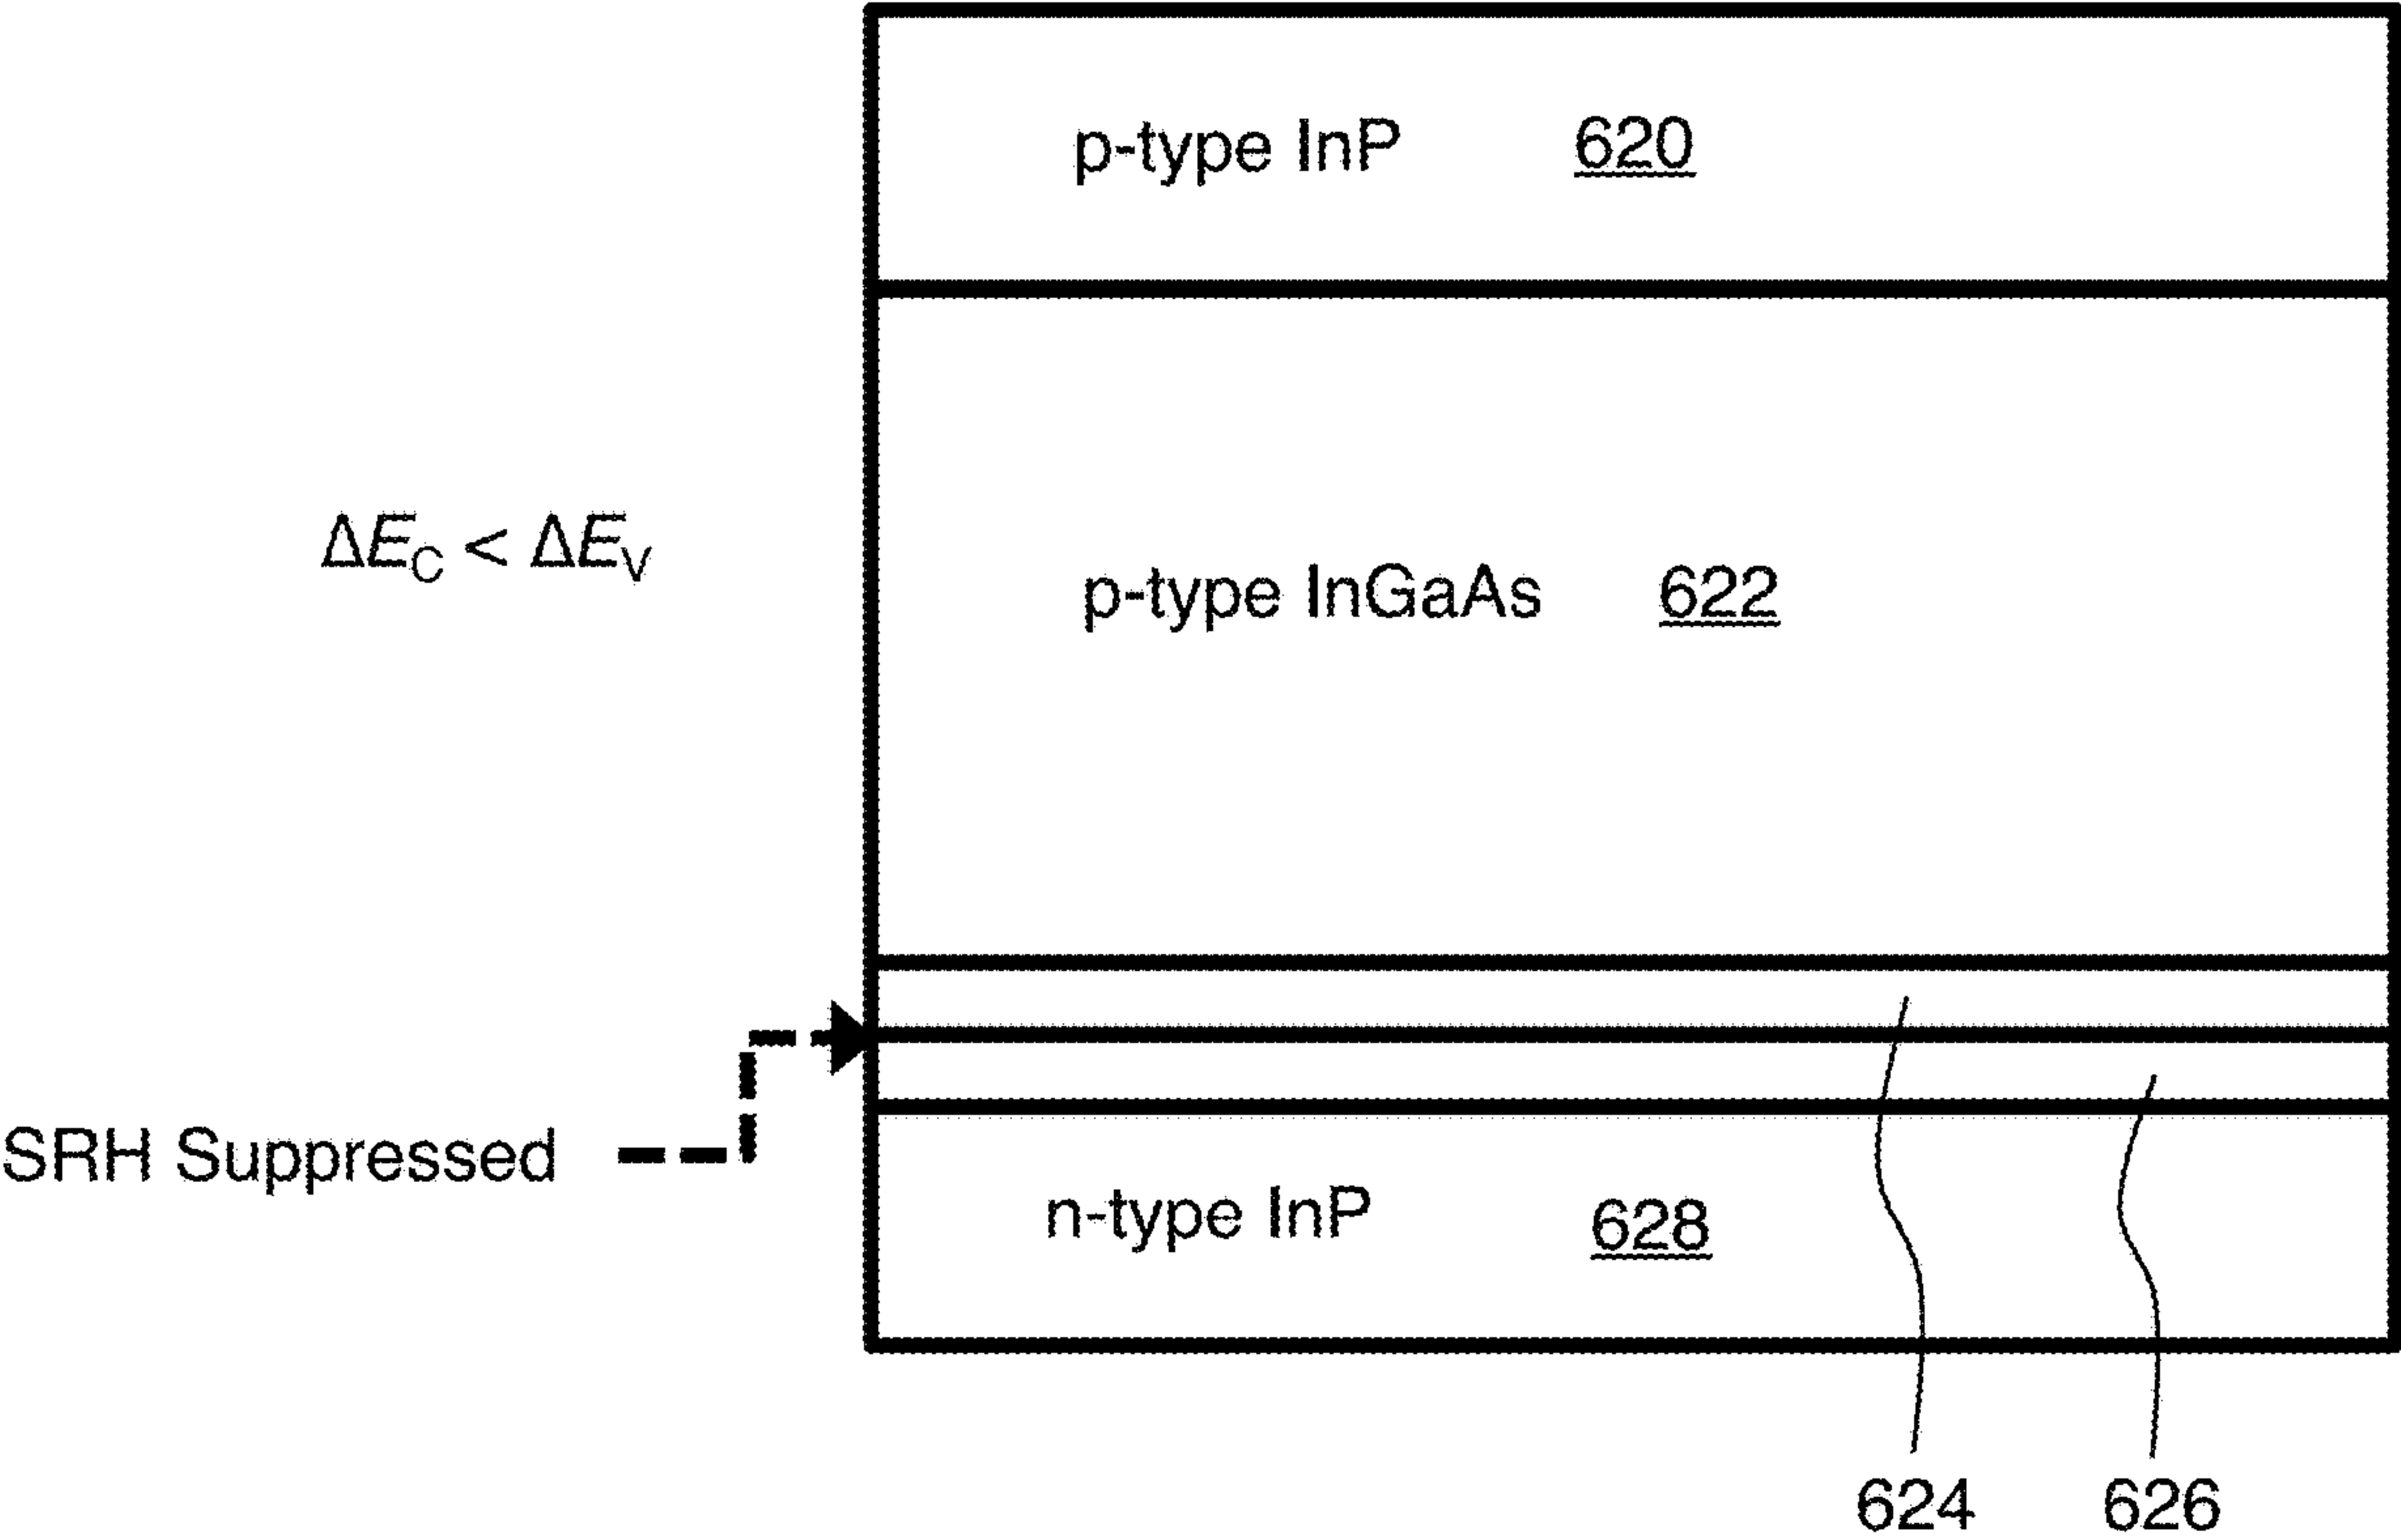 p-type InP 620
ΔEC < ΔEV
p-type InGaAs 622
SRH Suppressed
n-type InP 628
624 626